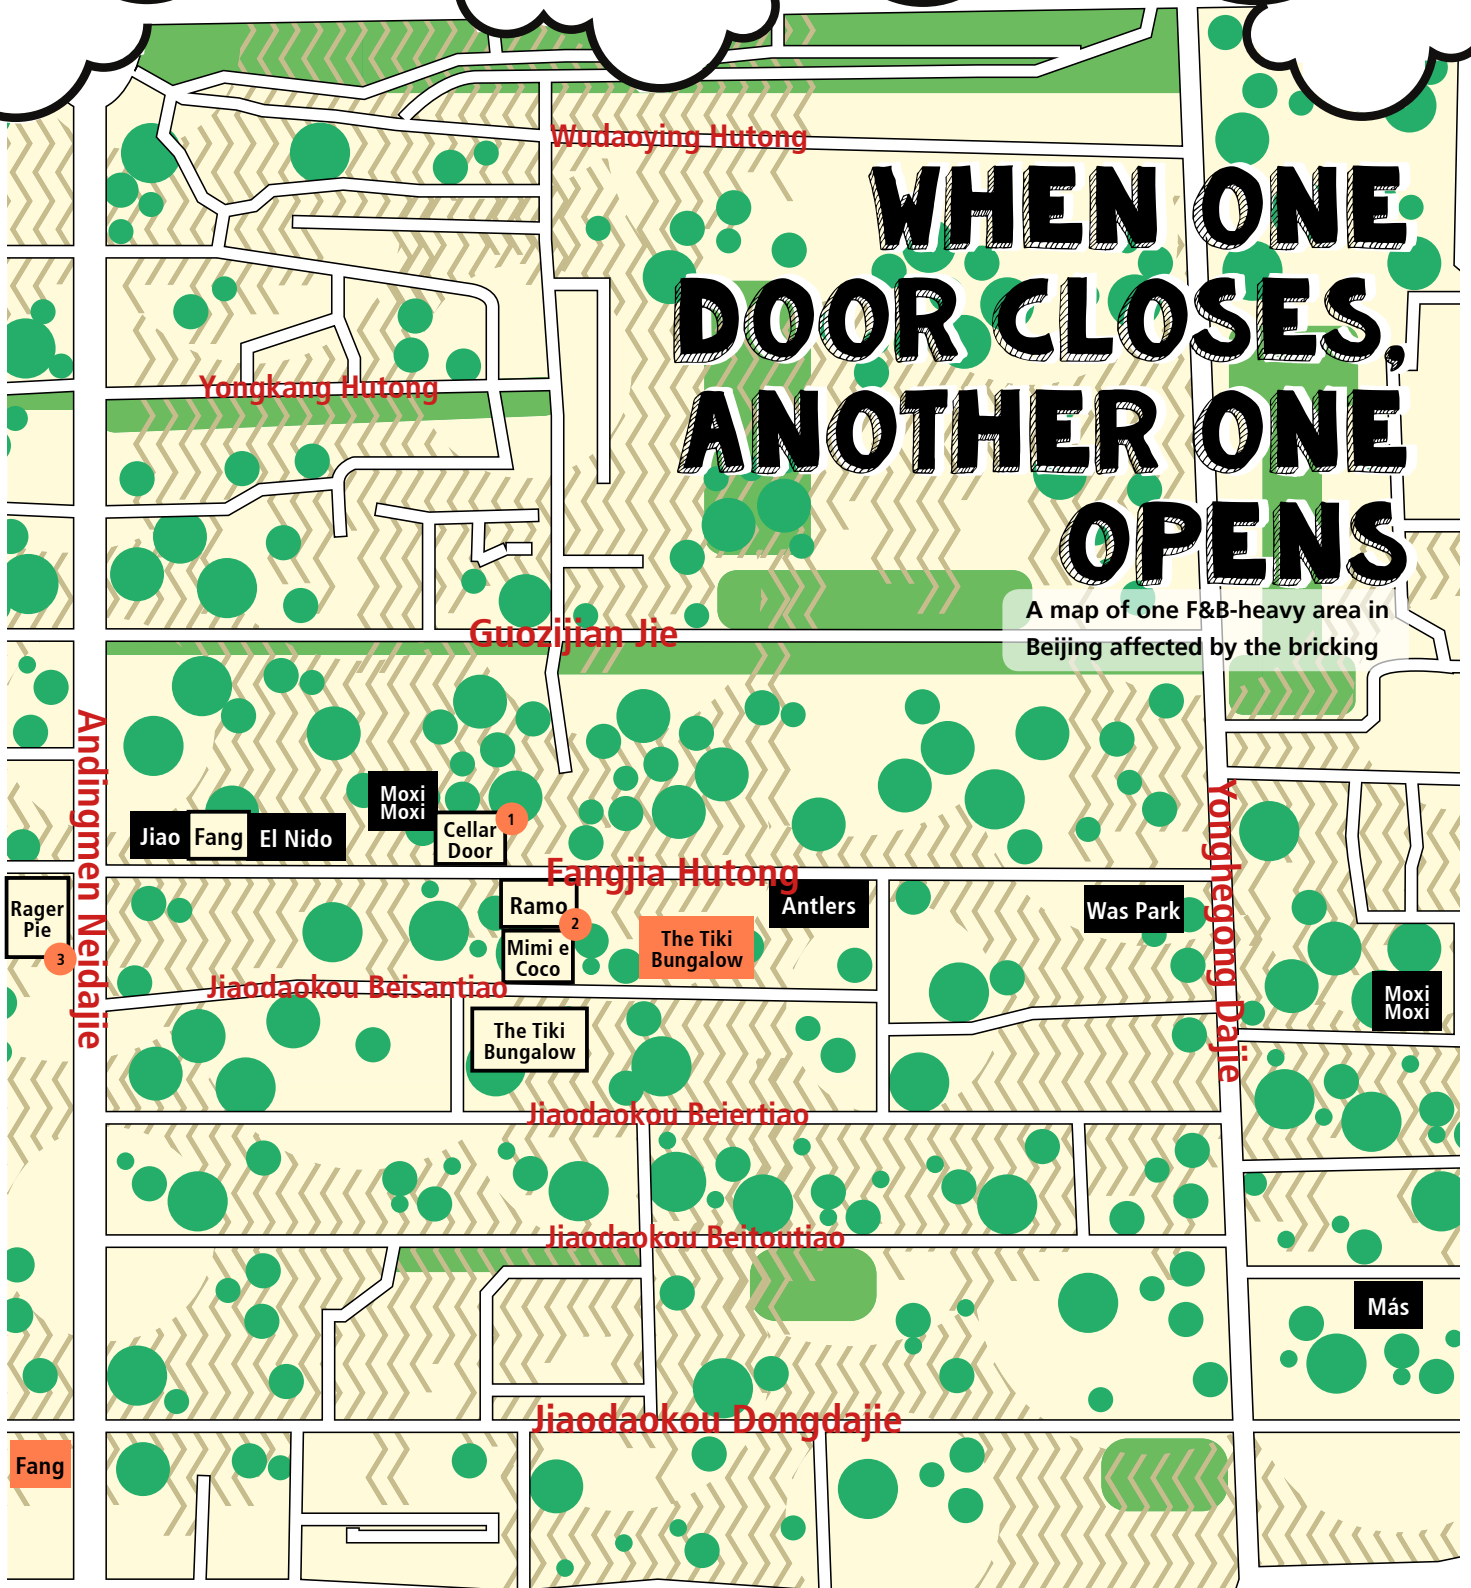 Wudaoying Hutong
WHEN ONE
DOOR CLOSES,
ANOTHER ONE
OPENS
A map of one F&B-heavy area in
Beijing affected by the bricking
Yongkang Hutong
Guozijian Jie
Andingmen Neidajie
Yonghegong Dajie
Moxi
Moxi
Jiao
Fang
El Nido
Cellar
Door
1
Fangjia Hutong
Rager
Pie
3
Ramo
2
Mimi e
Coco
The Tiki
Bungalow
Antlers
Was Park
Jiaodaokou Beisantiao
Moxi
Moxi
The Tiki
Bungalow
Jiaodaokou Beiertiao
Jiaodaokou Beitoutiao
Más
Jiaodaokou Dongdajie
Fang